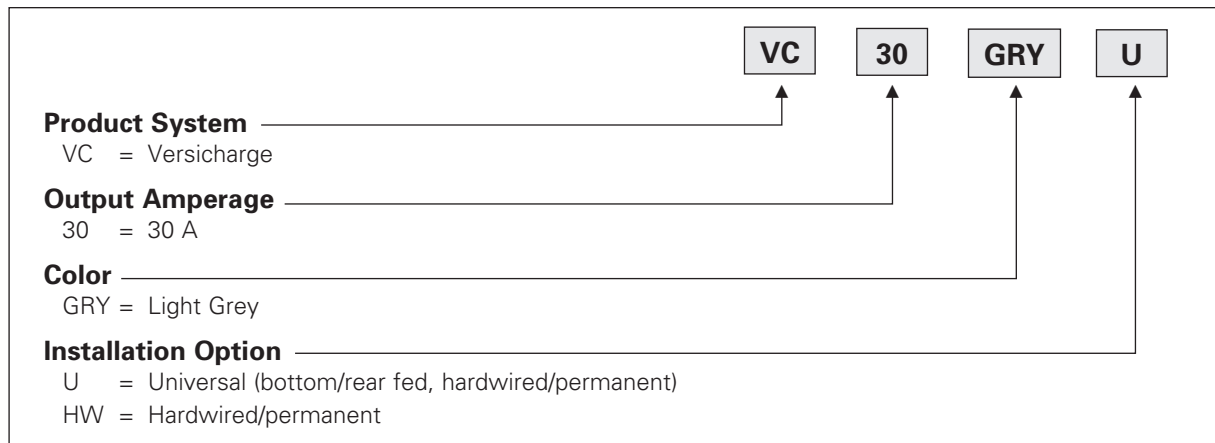 VC 30 GRY U
Product System
VC = Versicharge
Output Amperage
30 = 30 A
Color
GRY = Light Grey
Installation Option
U = Universal (bottom/rear fed, hardwired/permanent)
HW = Hardwired/permanent